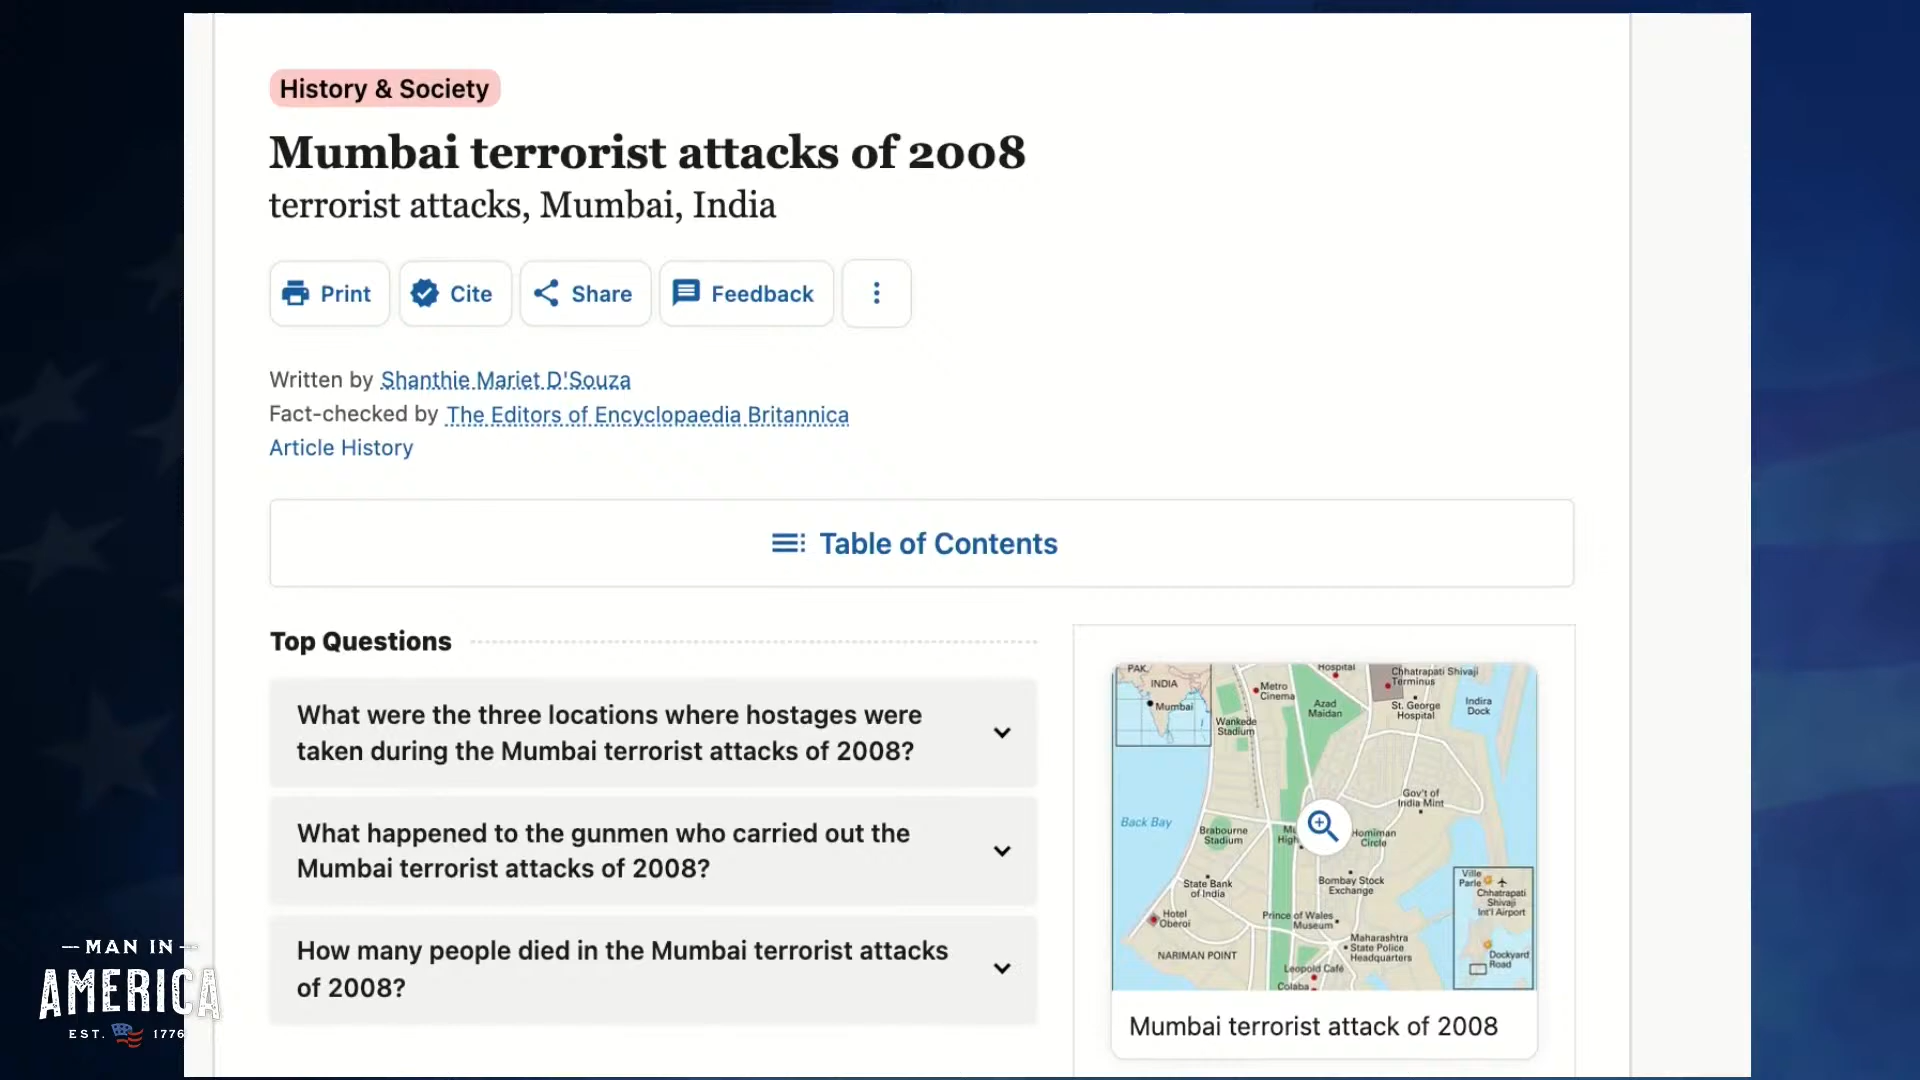 History & Society
Mumbai terrorist attacks of 2008
terrorist attacks, Mumbai, India
Print
Cite
Share
Feedback
Written by Shanthie Mariet D'Souza
Fact-checked by The Editors of Encyclopaedia Britannica
Article History
Table of Contents
Top Questions
What were the three locations where hostages were
taken during the Mumbai terrorist attacks of 2008?
What happened to the gunmen who carried out the
Mumbai terrorist attacks of 2008?
How many people died in the Mumbai terrorist attacks
of 2008?
PAK.
INDIA
Mumbai
Metro
Cinema
Hospital
Chhatrapati Shivaji
Terminus
Azad
Maidan
St. George
Hospital
Indira
Dock
Wankede
Stadium
Gov't of
India Mint
Back Bay
Brabourne
Stadium
High
Horniman
Circle
State Bank
of India
Bombay Stock
Exchange
Ville
Parle
Chhatrapati
Shivaji
Int'l Airport
Hotel
Oberoi
Prince of Wales
Museum
Maharashtra
State Police
Headquarters
NARIMAN POINT
Dockyard
Road
Leopold Café
Colaba
Mumbai terrorist attack of 2008
MAN IN
AMERICA
EST. 1776